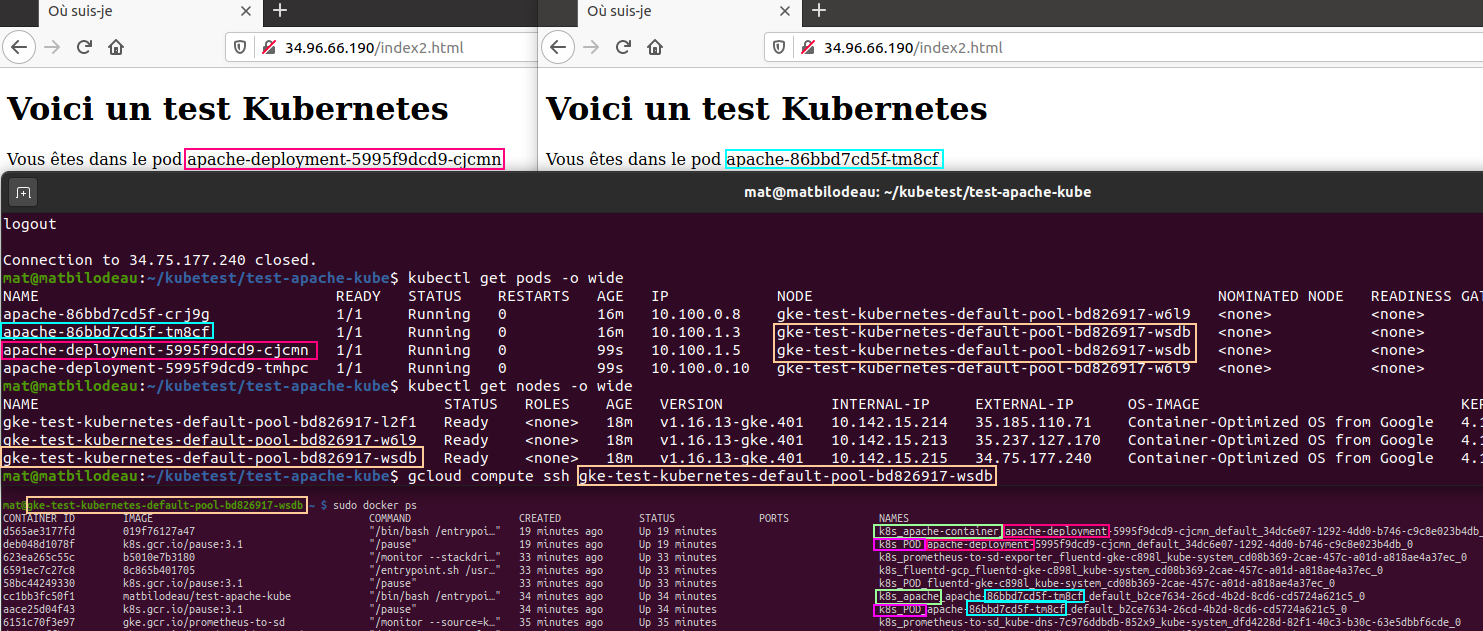 Où suis-je
Où suis-je
34.96.66.190/index2.html
34.96.66.190/index2.html
Voici un test Kubernetes
Voici un test Kubernetes
Vous êtes dans le pod apache-deployment-5995f9dcd9-cjcmn
Vous êtes dans le pod apache-86bbd7cd5f-tm8cf
mat@matbilodeau: ~/kubetest/test-apache-kube
logout
Connection to 34.75.177.240 closed.
mat@matbilodeau:~/kubetest/test-apache-kube$ kubectl get pods -o wide
NAME READY STATUS RESTARTS AGE IP NODE NOMINATED NODE READINESS GAT
apache-86bbd7cd5f-crj9g 1/1 Running 0 16m 10.100.0.8 gke-test-kubernetes-default-pool-bd826917-w6l9 <none> <none>
apache-86bbd7cd5f-tm8cf 1/1 Running 0 16m 10.100.1.3 gke-test-kubernetes-default-pool-bd826917-wsdb <none> <none>
apache-deployment-5995f9dcd9-cjcmn 1/1 Running 0 99s 10.100.1.5 gke-test-kubernetes-default-pool-bd826917-wsdb <none> <none>
apache-deployment-5995f9dcd9-tmhpc 1/1 Running 0 99s 10.100.0.10 gke-test-kubernetes-default-pool-bd826917-w6l9 <none> <none>
mat@matbilodeau:~/kubetest/test-apache-kube$ kubectl get nodes -o wide
NAME STATUS ROLES AGE VERSION INTERNAL-IP EXTERNAL-IP OS-IMAGE KER
gke-test-kubernetes-default-pool-bd826917-l2f1 Ready <none> 18m v1.16.13-gke.401 10.142.15.214 35.185.110.71 Container-Optimized OS from Google 4.1
gke-test-kubernetes-default-pool-bd826917-w6l9 Ready <none> 18m v1.16.13-gke.401 10.142.15.213 35.237.127.170 Container-Optimized OS from Google 4.1
gke-test-kubernetes-default-pool-bd826917-wsdb Ready <none> 18m v1.16.13-gke.401 10.142.15.215 34.75.177.240 Container-Optimized OS from Google 4.1
mat@matbilodeau:~/kubetest/test-apache-kube$ gcloud compute ssh gke-test-kubernetes-default-pool-bd826917-wsdb
mat@gke-test-kubernetes-default-pool-bd826917-wsdb ~ $ sudo docker ps
CONTAINER ID IMAGE COMMAND CREATED STATUS PORTS NAMES
d565ae3177fd 019f76127a47 "/bin/bash /entrypoi…" 19 minutes ago Up 19 minutes k8s_apache-container_apache-deployment-5995f9dcd9-cjcmn_default_34dc6e07-1292-4dd0-b746-c9c8e023b4db_
deb048d1078f k8s.gcr.io/pause:3.1 "/pause" 19 minutes ago Up 19 minutes k8s_POD_apache-deployment-5995f9dcd9-cjcmn_default_34dc6e07-1292-4dd0-b746-c9c8e023b4db_0
623ea265c55c b5010e7b3180 "/monitor --stackdri…" 33 minutes ago Up 33 minutes k8s_prometheus-to-sd-exporter_fluentd-gke-c898l_kube-system_cd08b369-2cae-457c-a01d-a818ae4a37ec_0
6591ec7c27c8 8c865b401705 "/entrypoint.sh /usr…" 33 minutes ago Up 33 minutes k8s_fluentd-gcp_fluentd-gke-c898l_kube-system_cd08b369-2cae-457c-a01d-a818ae4a37ec_0
58bc44249330 k8s.gcr.io/pause:3.1 "/pause" 33 minutes ago Up 33 minutes k8s_POD_fluentd-gke-c898l_kube-system_cd08b369-2cae-457c-a01d-a818ae4a37ec_0
cc1bb3fc50f1 matbilodeau/test-apache-kube "/bin/bash /entrypoi…" 34 minutes ago Up 34 minutes k8s_apache_apache-86bbd7cd5f-tm8cf_default_b2ce7634-26cd-4b2d-8cd6-cd5724a621c5_0
aace25d04f43 k8s.gcr.io/pause:3.1 "/pause" 34 minutes ago Up 34 minutes k8s_POD_apache-86bbd7cd5f-tm8cf_default_b2ce7634-26cd-4b2d-8cd6-cd5724a621c5_0
6151c70f3e97 gke.gcr.io/prometheus-to-sd "/monitor --source=k…" 35 minutes ago Up 35 minutes k8s_prometheus-to-sd_kube-dns-7c976ddbdb-852x9_kube-system_dfd4228d-82f1-40c3-b30c-63e5dbbf6cde_0